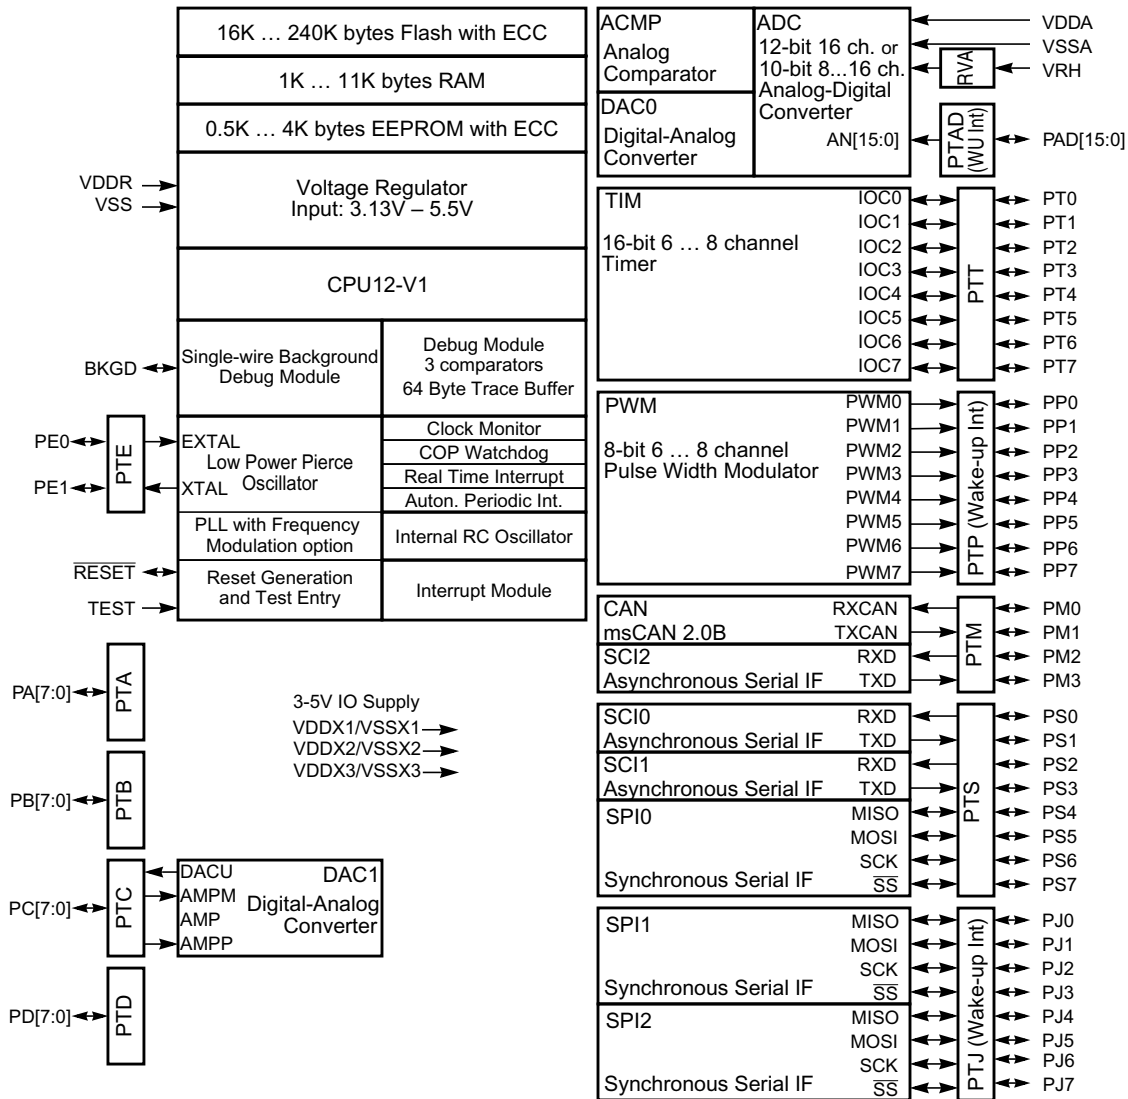 16K … 240K bytes Flash with ECC
1K … 11K bytes RAM
0.5K … 4K bytes EEPROM with ECC
VDDR
VSS
Voltage Regulator
Input: 3.13V – 5.5V
CPU12-V1
BKGD
Single-wire Background
Debug Module
Debug Module
3 comparators
64 Byte Trace Buffer
PE0
PE1
PTE
EXTAL
Low Power Pierce
Oscillator
XTAL
Clock Monitor
COP Watchdog
Real Time Interrupt
Auton. Periodic Int.
PLL with Frequency
Modulation option
Internal RC Oscillator
RESET
TEST
Reset Generation
and Test Entry
Interrupt Module
PA[7:0]
PTA
PB[7:0]
PTB
3-5V IO Supply
VDDX1/VSSX1
VDDX2/VSSX2
VDDX3/VSSX3
PC[7:0]
PTC
DACU
AMPM
AMP
AMPP
DAC1
Digital-Analog
Converter
PD[7:0]
PTD
ACMP
Analog
Comparator
DAC0
Digital-Analog
Converter
ADC
12-bit 16 ch. or
10-bit 8...16 ch.
Analog-Digital
Converter
AN[15:0]
RVA
PTAD
(WU Int)
VDDA
VSSA
VRH
PAD[15:0]
TIM
16-bit 6 … 8 channel
Timer
IOC0
IOC1
IOC2
IOC3
IOC4
IOC5
IOC6
IOC7
PTT
PT0
PT1
PT2
PT3
PT4
PT5
PT6
PT7
PWM
8-bit 6 … 8 channel
Pulse Width Modulator
PWM0
PWM1
PWM2
PWM3
PWM4
PWM5
PWM6
PWM7
PTP (Wake-up Int)
PP0
PP1
PP2
PP3
PP4
PP5
PP6
PP7
CAN
msCAN 2.0B
RXCAN
TXCAN
SCI2
Asynchronous Serial IF
RXD
TXD
PTM
PM0
PM1
PM2
PM3
SCI0
Asynchronous Serial IF
RXD
TXD
SCI1
Asynchronous Serial IF
RXD
TXD
SPI0
Synchronous Serial IF
MISO
MOSI
SCK
SS
PTS
PS0
PS1
PS2
PS3
PS4
PS5
PS6
PS7
SPI1
Synchronous Serial IF
MISO
MOSI
SCK
SS
SPI2
Synchronous Serial IF
MISO
MOSI
SCK
SS
PTJ (Wake-up Int)
PJ0
PJ1
PJ2
PJ3
PJ4
PJ5
PJ6
PJ7